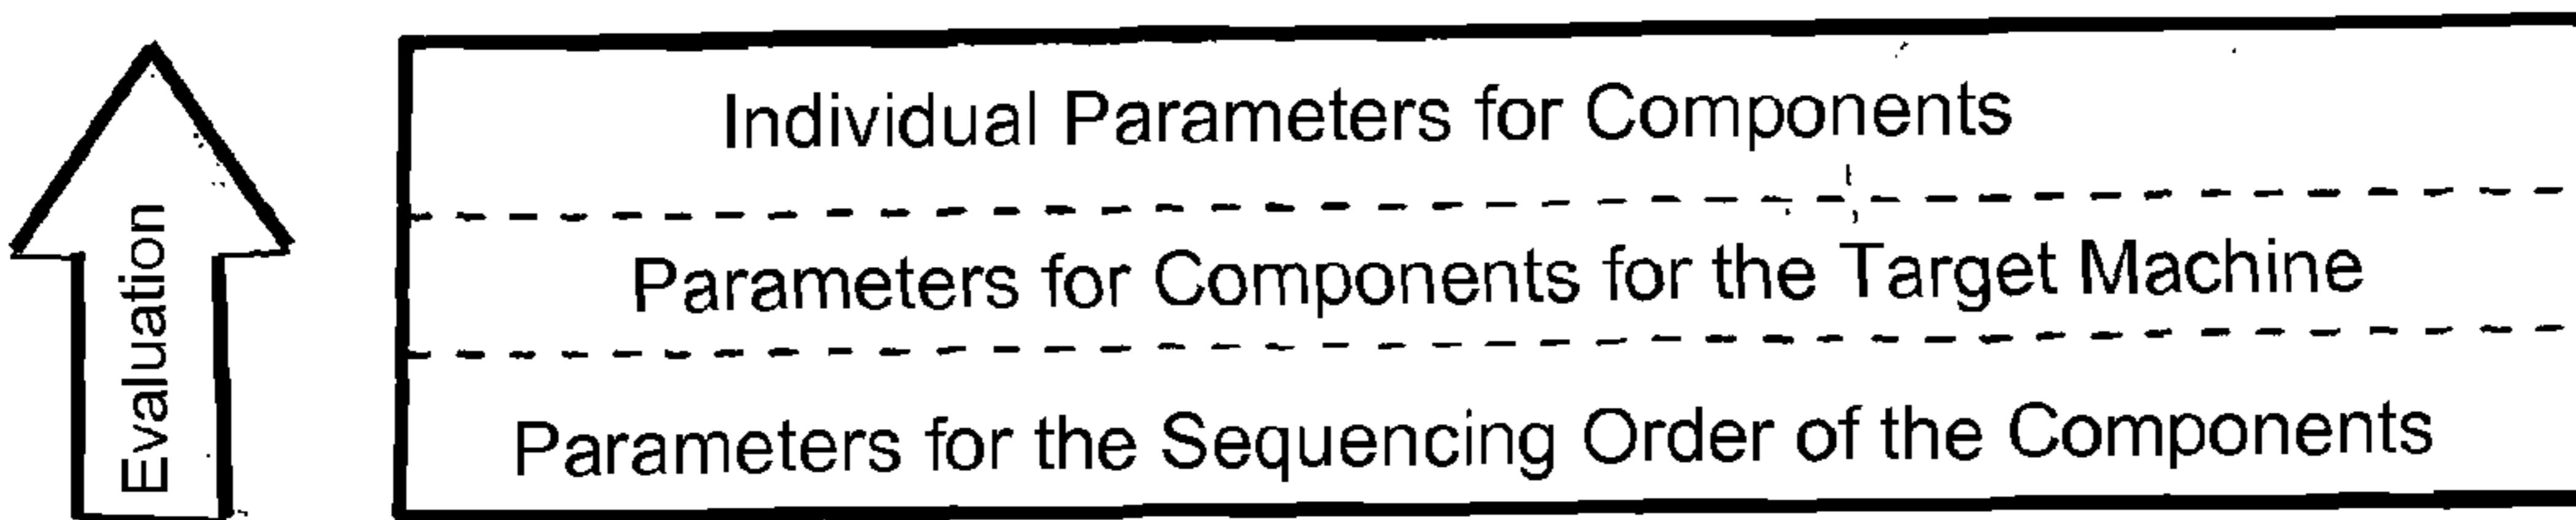 Evaluation
Individual Parameters for Components
Parameters for Components for the Target Machine
Parameters for the Sequencing Order of the Components